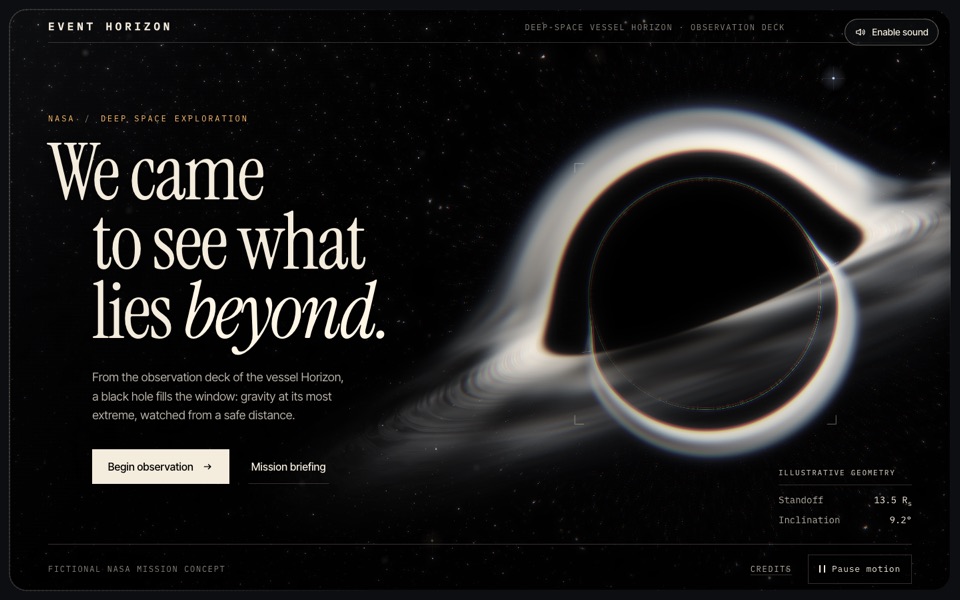 EVENT HORIZON
DEEP-SPACE VESSEL HORIZON · OBSERVATION DECK
Enable sound
NASA / DEEP SPACE EXPLORATION
We came
to see what
lies beyond.
From the observation deck of the vessel Horizon,
a black hole fills the window: gravity at its most
extreme, watched from a safe distance.
Begin observation →
Mission briefing
ILLUSTRATIVE GEOMETRY
Standoff 13.5 Rs
Inclination 9.2°
FICTIONAL NASA MISSION CONCEPT
CREDITS
Pause motion